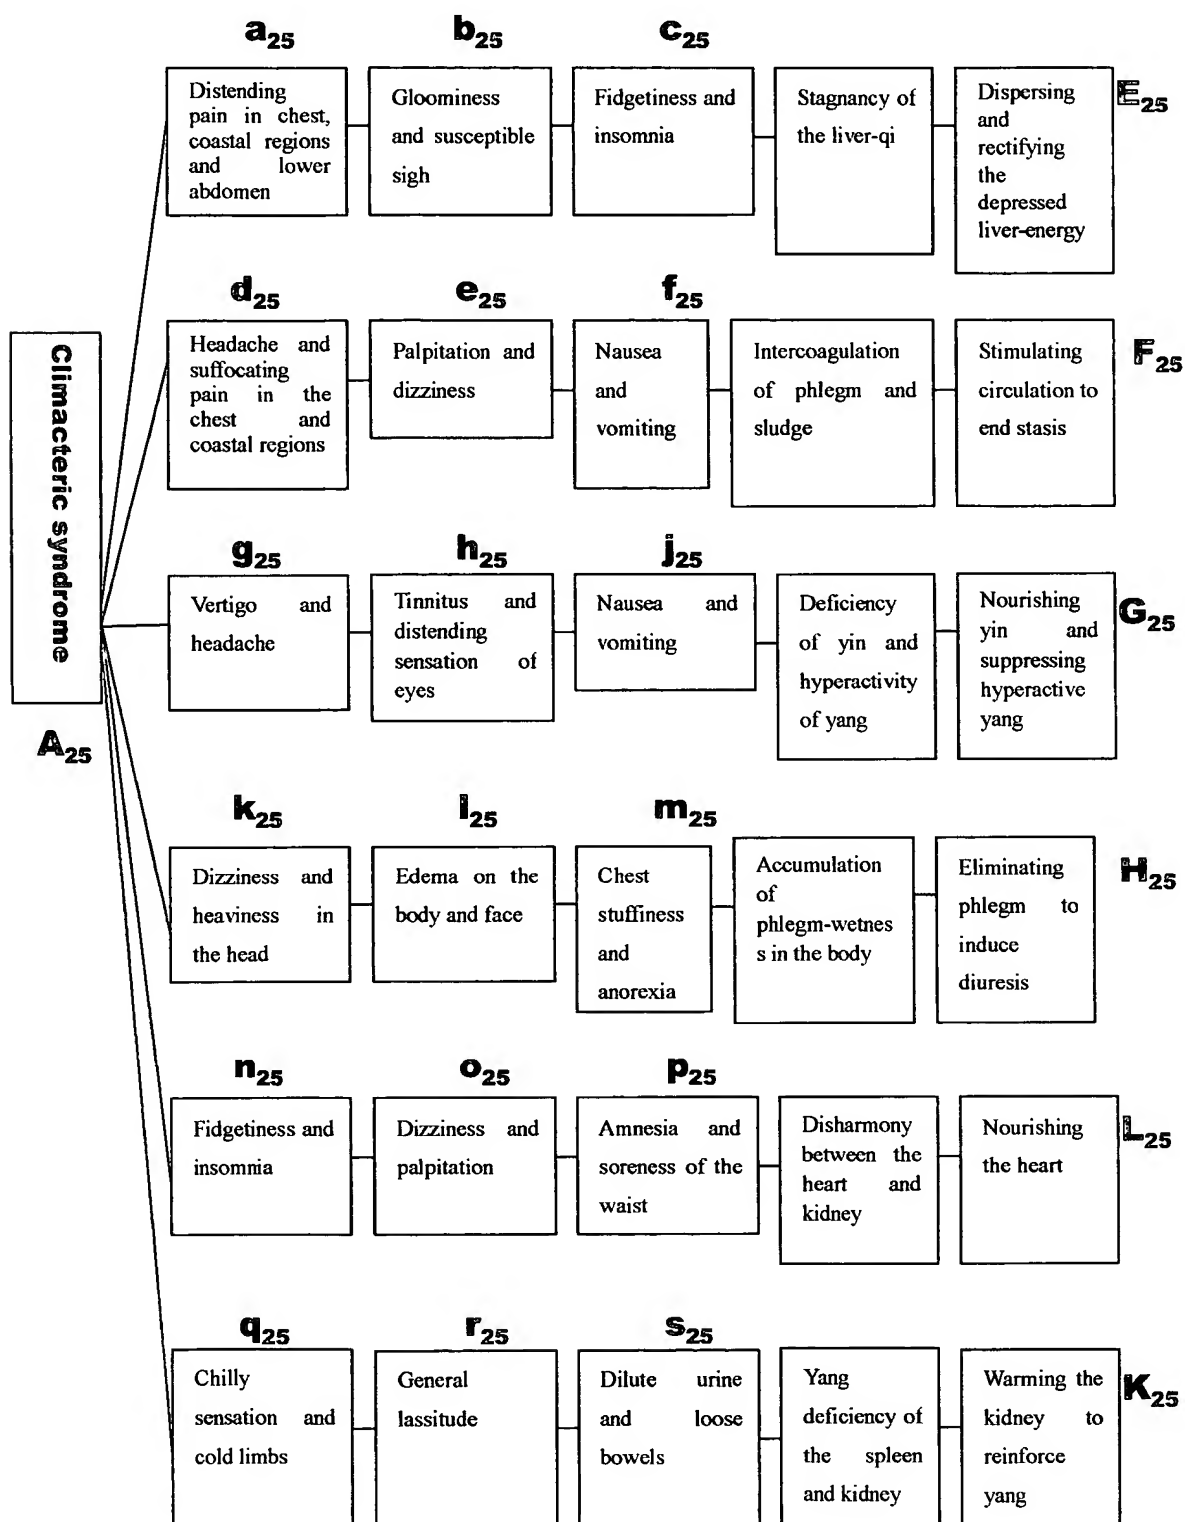 a25 b25 c25
Distending
pain in chest,
coastal regions
and lower
abdomen
Gloominess
and susceptible
sigh
Fidgetiness and
insomnia
Stagnancy of
the liver-qi
Dispersing
and
rectifying
the
depressed
liver-energy
E25
d25 e25 f25
Headache and
suffocating
pain in the
chest and
coastal regions
Palpitation and
dizziness
Nausea
and
vomiting
Intercoagulation
of phlegm and
sludge
Stimulating
circulation to
end stasis
F25
Climacteric syndrome
A25
g25 h25 j25
Vertigo and
headache
Tinnitus and
distending
sensation of
eyes
Nausea and
vomiting
Deficiency
of yin and
hyperactivity
of yang
Nourishing
yin and
suppressing
hyperactive
yang
G25
k25 l25 m25
Dizziness and
heaviness in
the head
Edema on the
body and face
Chest
stuffiness
and
anorexia
Accumulation
of
phlegm-wetnes
s in the body
Eliminating
phlegm to
induce
diuresis
H25
n25 o25 p25
Fidgetiness and
insomnia
Dizziness and
palpitation
Amnesia and
soreness of the
waist
Disharmony
between the
heart and
kidney
Nourishing
the heart
L25
q25 r25 s25
Chilly
sensation and
cold limbs
General
lassitude
Dilute urine
and loose
bowels
Yang
deficiency of
the spleen
and kidney
Warming the
kidney to
reinforce
yang
K25